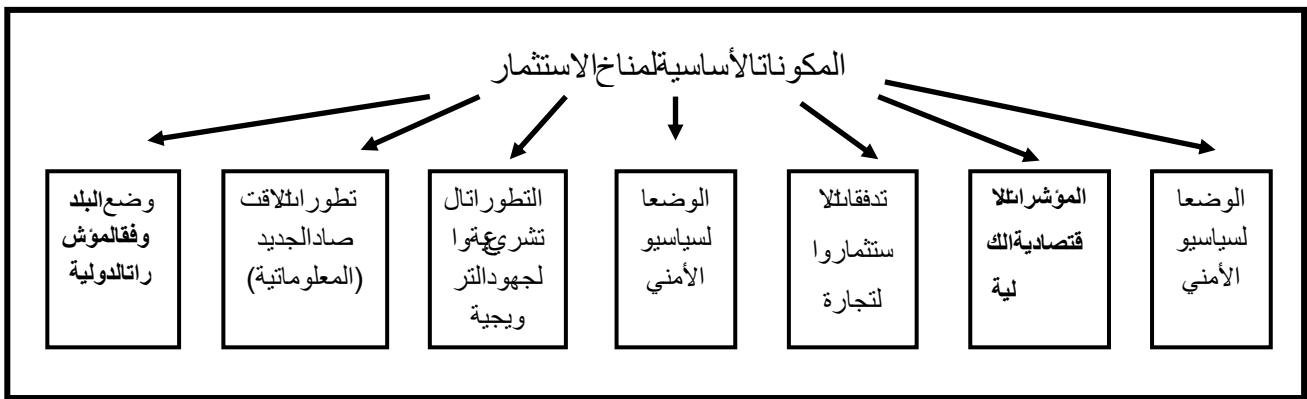 المكوناتالأساسيةلمناخالاستثمار
الوضعا
لسياسيو
الأمني
المؤشراتالا
قتصاديةالك
لية
تدفقاتالا
ستثماروا
لتجارة
الوضعا
لسياسيو
الأمني
التطوراتال
تشريعيةوا
لجهودالتر
ويجية
تطوراتالاقت
صادالجديد
(المعلوماتية)
وضعالبلد
وفقالمؤش
راتالدولية